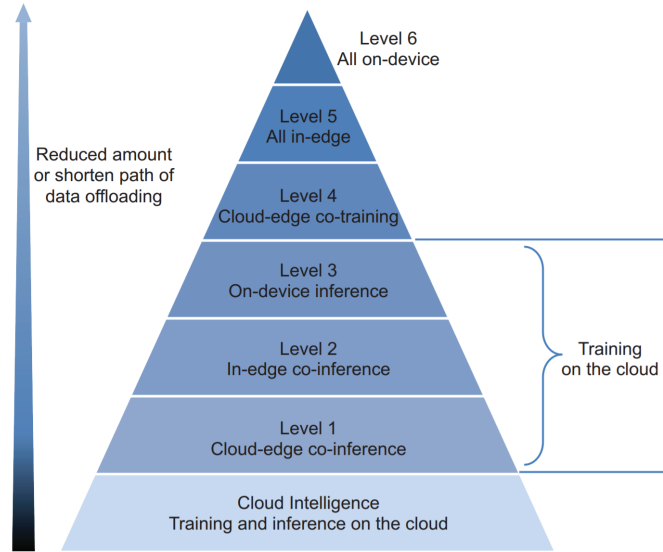 Level 6
All on-device
Level 5
All in-edge
Reduced amount
or shorten path of
data offloading
Level 4
Cloud-edge co-training
Level 3
On-device inference
Training
on the cloud
Level 2
In-edge co-inference
Level 1
Cloud-edge co-inference
Cloud Intelligence
Training and inference on the cloud